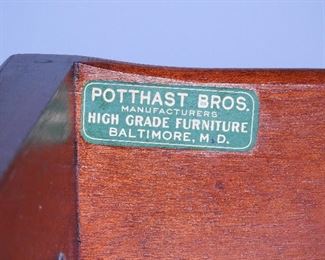 POTTHAST BROS.
MANUFACTURERS
HIGH GRADE FURNITURE
BALTIMORE, M.D.